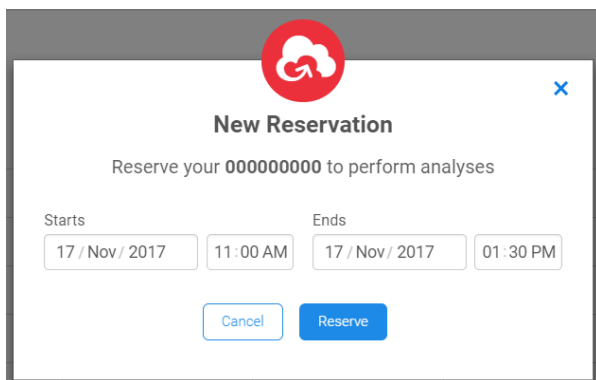 New Reservation
Reserve your 000000000 to perform analyses
Starts Ends
17 / Nov / 2017 11:00 AM 17 / Nov / 2017 01:30 PM
Cancel Reserve